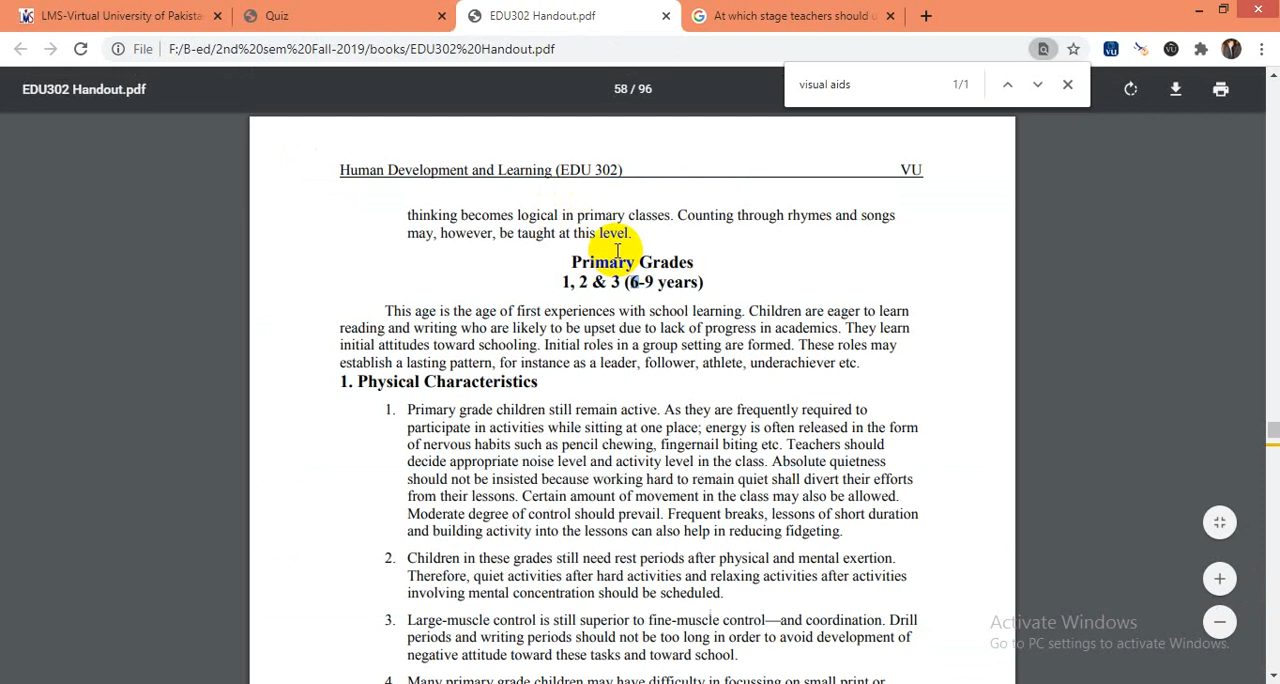 LMS-Virtual University of Pakista
Quiz
EDU302 Handout.pdf
At which stage teachers should u
File F:/B-ed/2nd%20sem%20Fall-2019/books/EDU302%20Handout.pdf
visual aids 1/1
EDU302 Handout.pdf 58 / 96
Human Development and Learning (EDU 302) VU
thinking becomes logical in primary classes. Counting through rhymes and songs
may, however, be taught at this level.
Primary Grades
1, 2 & 3 (6-9 years)
This age is the age of first experiences with school learning. Children are eager to learn
reading and writing who are likely to be upset due to lack of progress in academics. They learn
initial attitudes toward schooling. Initial roles in a group setting are formed. These roles may
establish a lasting pattern, for instance as a leader, follower, athlete, underachiever etc.
1. Physical Characteristics
1. Primary grade children still remain active. As they are frequently required to
participate in activities while sitting at one place; energy is often released in the form
of nervous habits such as pencil chewing, fingernail biting etc. Teachers should
decide appropriate noise level and activity level in the class. Absolute quietness
should not be insisted because working hard to remain quiet shall divert their efforts
from their lessons. Certain amount of movement in the class may also be allowed.
Moderate degree of control should prevail. Frequent breaks, lessons of short duration
and building activity into the lessons can also help in reducing fidgeting.
2. Children in these grades still need rest periods after physical and mental exertion.
Therefore, quiet activities after hard activities and relaxing activities after activities
involving mental concentration should be scheduled.
3. Large-muscle control is still superior to fine-muscle control—and coordination. Drill
periods and writing periods should not be too long in order to avoid development of
negative attitude toward these tasks and toward school.
4. Many primary grade children may have difficulty in focussing on small print or
Activate Windows
Go to PC settings to activate Windows.